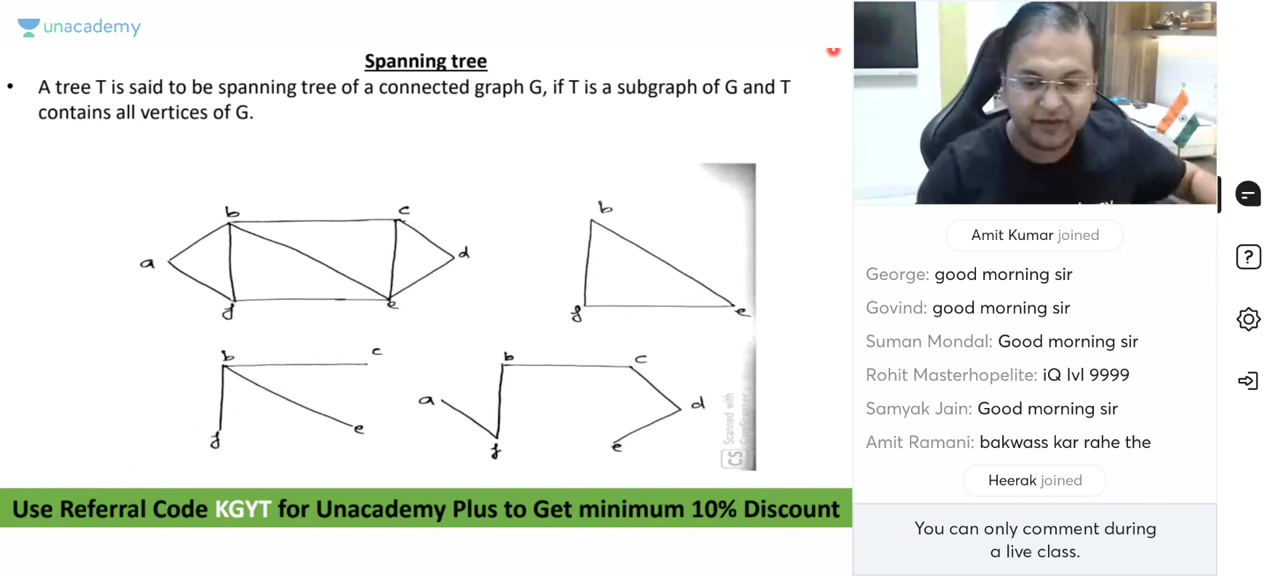 unacademy
Spanning tree
• A tree T is said to be spanning tree of a connected graph G, if T is a subgraph of G and T
contains all vertices of G.
b c
a d
f e
b
f e
b c
f e
b c
a d
f e
CS Scanned with
CamScanner
Use Referral Code KGYT for Unacademy Plus to Get minimum 10% Discount
Amit Kumar joined
George: good morning sir
Govind: good morning sir
Suman Mondal: Good morning sir
Rohit Masterhopelite: iQ lvl 9999
Samyak Jain: Good morning sir
Amit Ramani: bakwass kar rahe the
Heerak joined
You can only comment during
a live class.
?